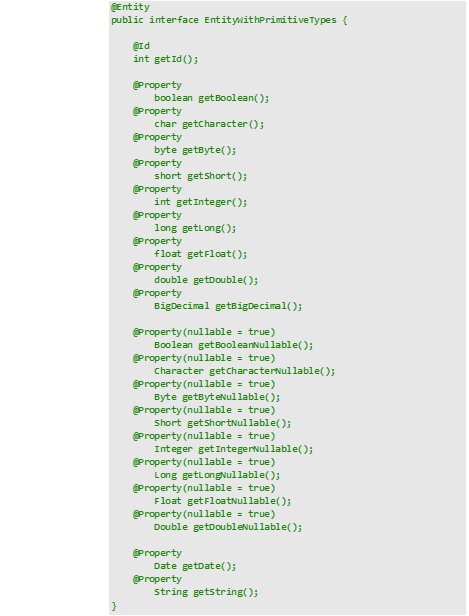 @Entity
public interface EntityWithPrimitiveTypes {
@Id
int getId();
@Property
boolean getBoolean();
@Property
char getCharacter();
@Property
byte getByte();
@Property
short getShort();
@Property
int getInteger();
@Property
long getLong();
@Property
float getFloat();
@Property
double getDouble();
@Property
BigDecimal getBigDecimal();
@Property(nullable = true)
Boolean getBooleanNullable();
@Property(nullable = true)
Character getCharacterNullable();
@Property(nullable = true)
Byte getByteNullable();
@Property(nullable = true)
Short getShortNullable();
@Property(nullable = true)
Integer getIntegerNullable();
@Property(nullable = true)
Long getLongNullable();
@Property(nullable = true)
Float getFloatNullable();
@Property(nullable = true)
Double getDoubleNullable();
@Property
Date getDate();
@Property
String getString();
}